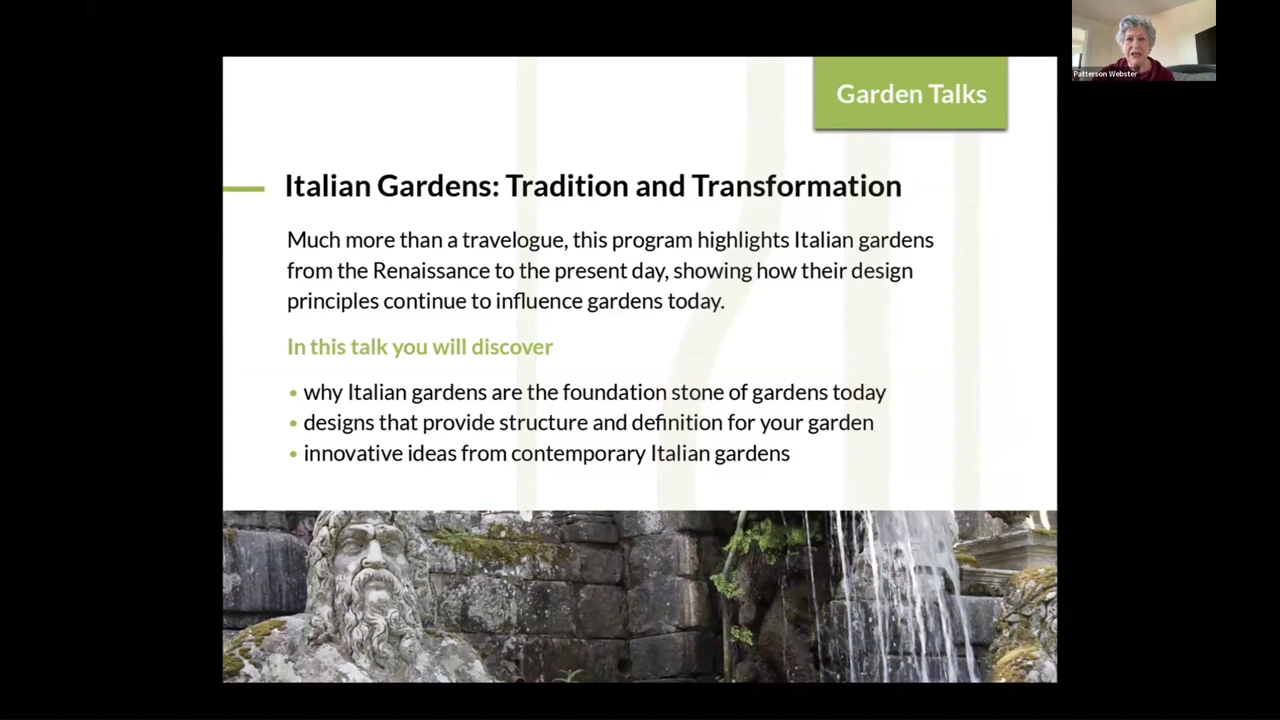 Patterson Webster
Garden Talks
Italian Gardens: Tradition and Transformation
Much more than a travelogue, this program highlights Italian gardens
from the Renaissance to the present day, showing how their design
principles continue to influence gardens today.
In this talk you will discover
• why Italian gardens are the foundation stone of gardens today
• designs that provide structure and definition for your garden
• innovative ideas from contemporary Italian gardens